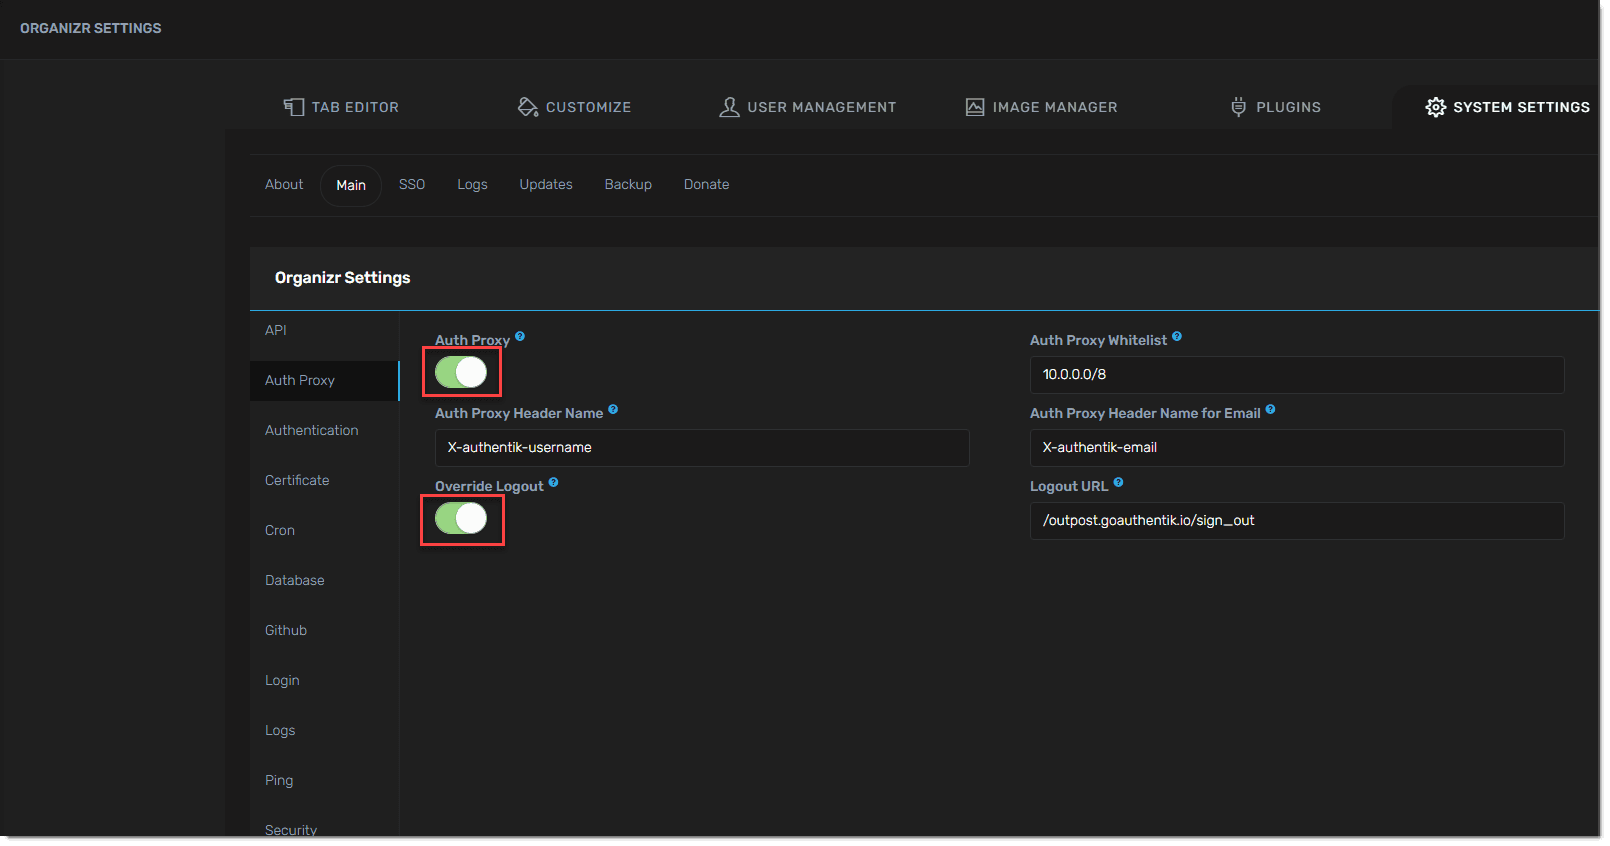 ORGANIZR SETTINGS
TAB EDITOR
CUSTOMIZE
USER MANAGEMENT
IMAGE MANAGER
PLUGINS
SYSTEM SETTINGS
About
Main
SSO
Logs
Updates
Backup
Donate
Organizr Settings
API
Auth Proxy
Authentication
Certificate
Cron
Database
Github
Login
Logs
Ping
Security
Auth Proxy ?
Auth Proxy Whitelist ?
10.0.0.0/8
Auth Proxy Header Name ?
X-authentik-username
Auth Proxy Header Name for Email ?
X-authentik-email
Override Logout ?
Logout URL ?
/outpost.goauthentik.io/sign_out